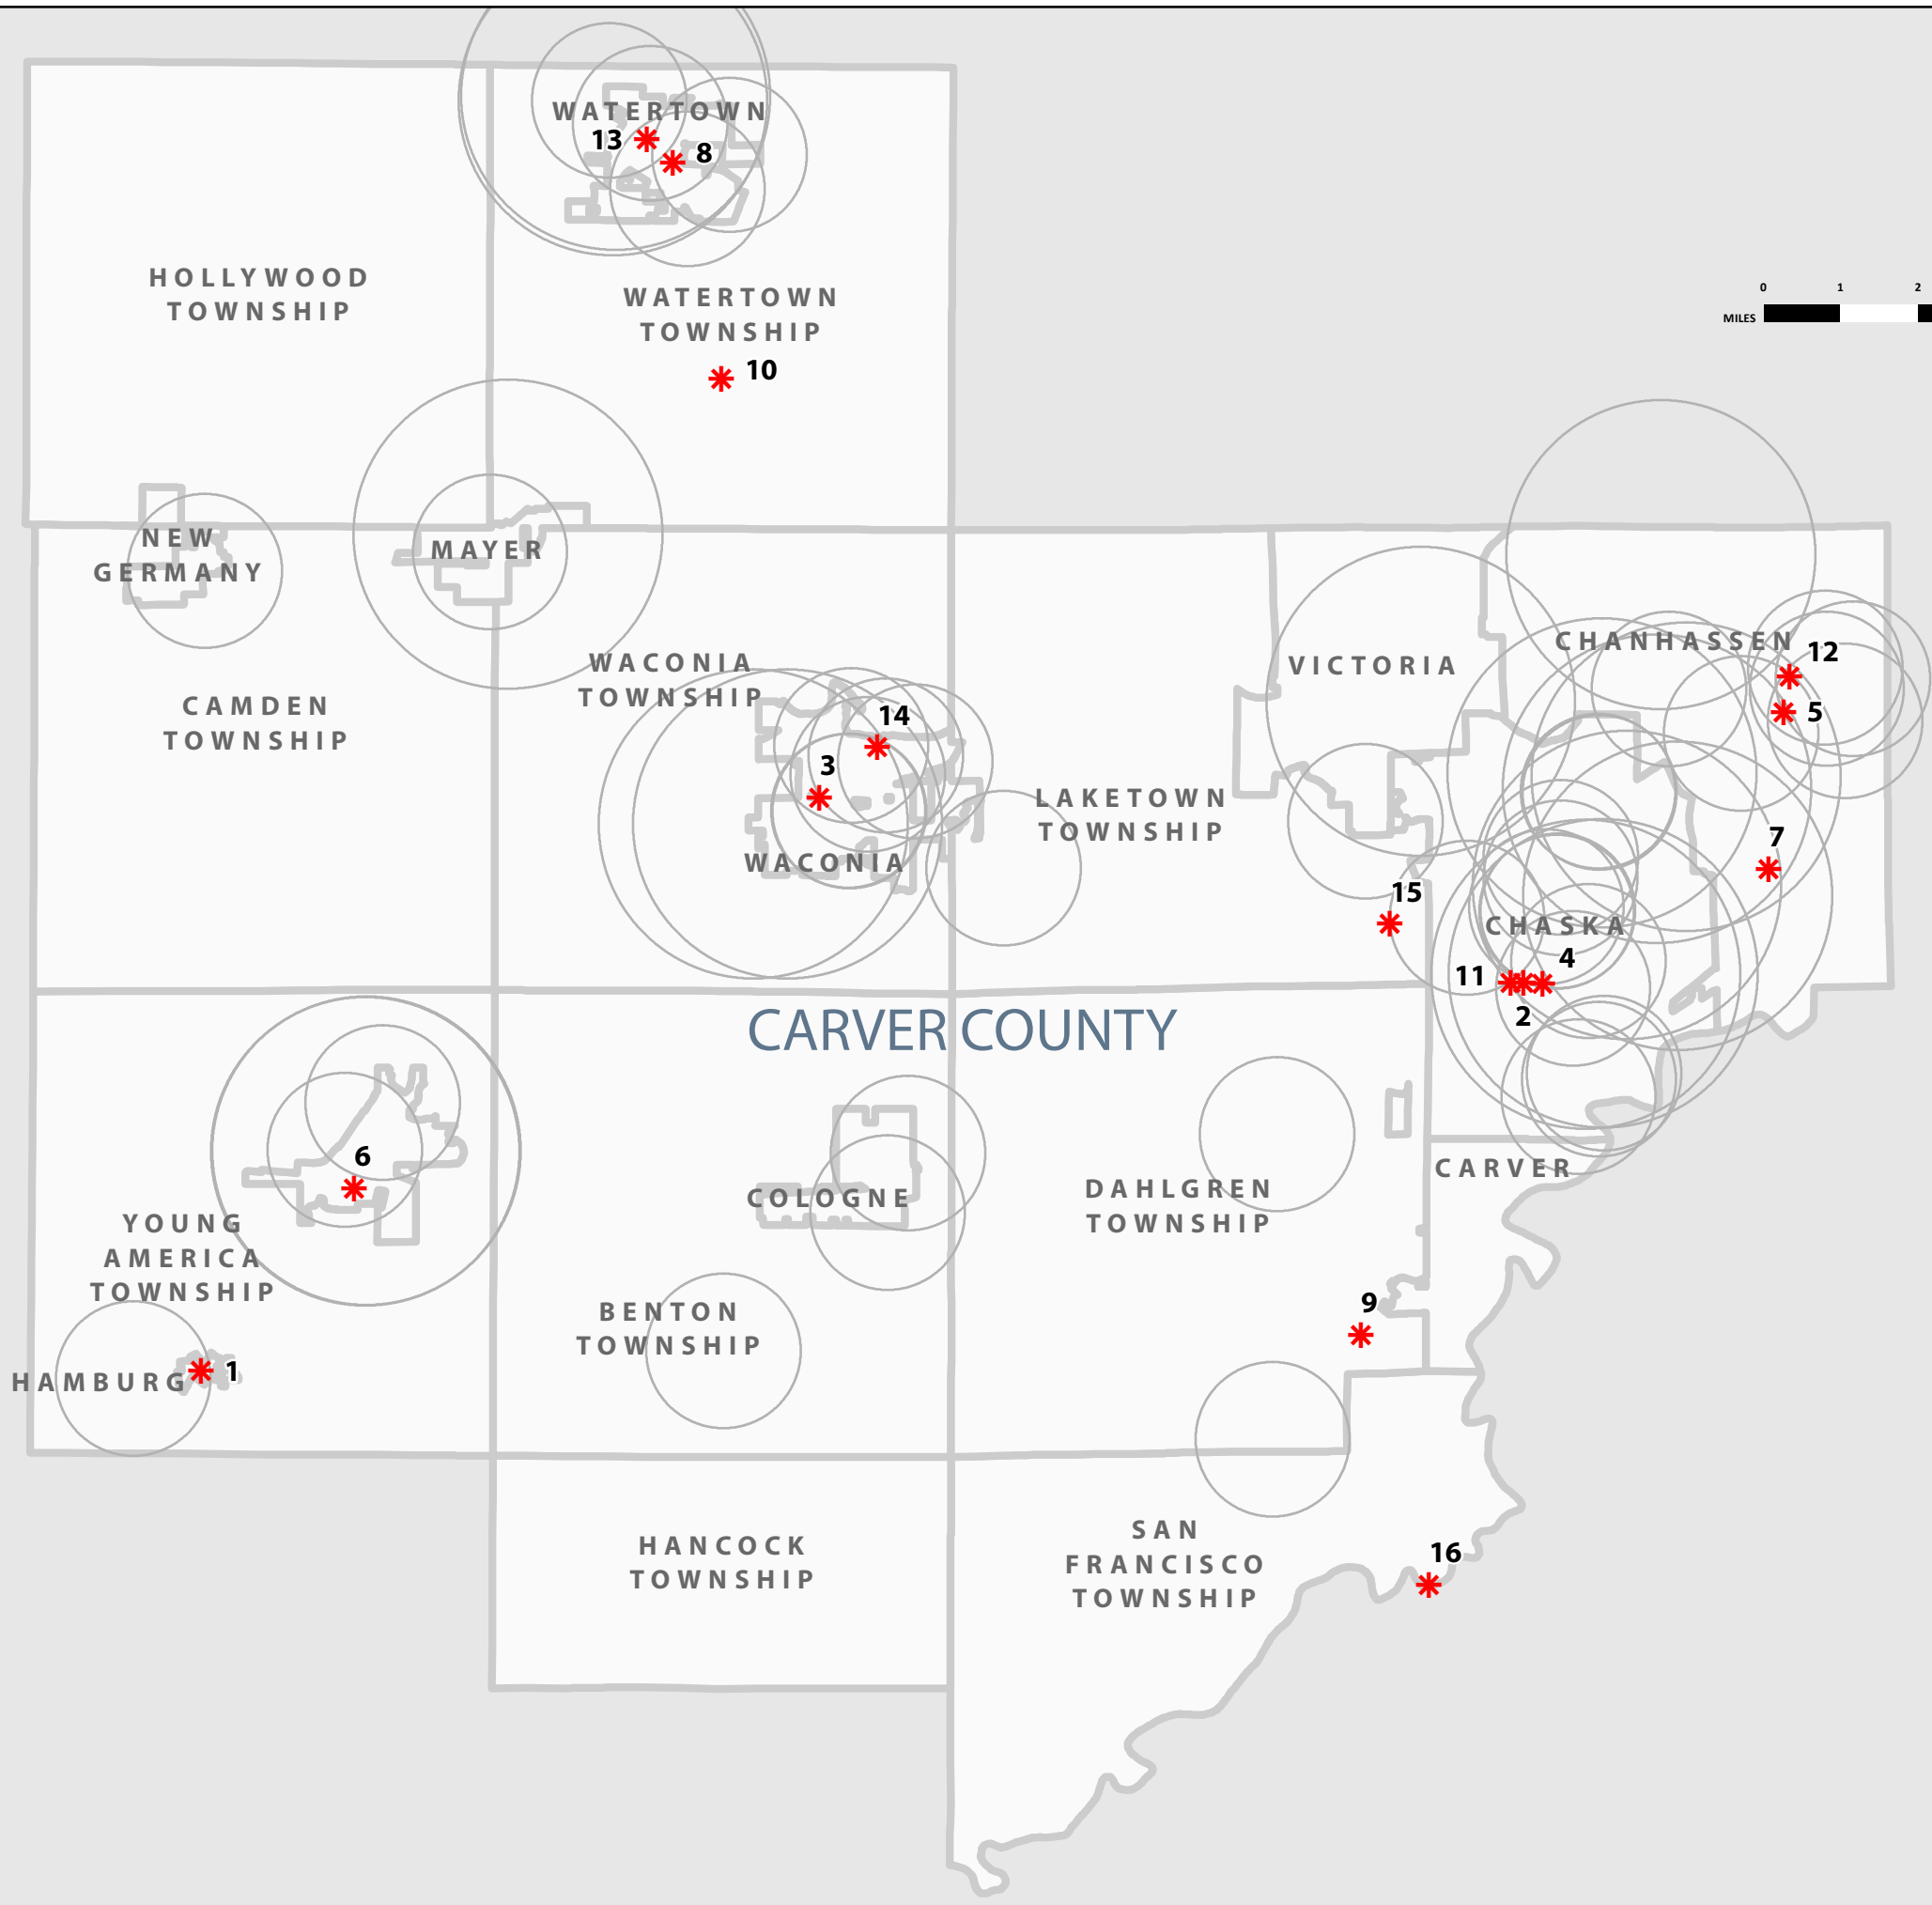 WATERTOWN
13
8
HOLLYWOOD
TOWNSHIP
WATERTOWN
TOWNSHIP
10
0 1 2
MILES
NEW
GERMANY
MAYER
CAMDEN
TOWNSHIP
WACONIA
TOWNSHIP
14
3
WACONIA
LAKETOWN
TOWNSHIP
VICTORIA
CHANHASSEN
12
5
7
15
CHASKA
4
11
2
CARVER COUNTY
6
YOUNG
AMERICA
TOWNSHIP
COLOGNE
DAHLGREN
TOWNSHIP
CARVER
BENTON
TOWNSHIP
9
HAMBURG
1
HANCOCK
TOWNSHIP
SAN
FRANCISCO
TOWNSHIP
16